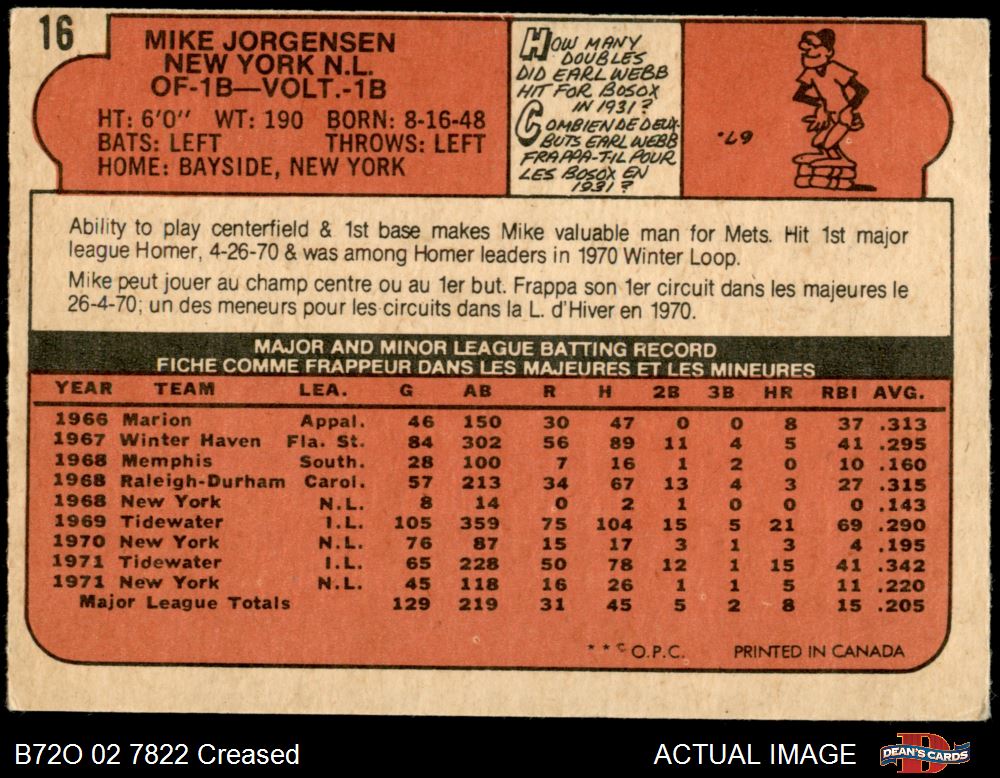 16
MIKE JORGENSEN
NEW YORK N.L.
OF-1B—VOLT.-1B
HT: 6'0" WT: 190 BORN: 8-16-48
BATS: LEFT THROWS: LEFT
HOME: BAYSIDE, NEW YORK
HOW MANY
DOUBLES
DID EARL WEBB
HIT FOR BOSOX
IN 1931?
COMBIEN DE DEUX-
BUTS EARL WEBB
FRAPPA-T-IL POUR
LES BOSOX EN
1931?
67.
Ability to play centerfield & 1st base makes Mike valuable man for Mets. Hit 1st major
league Homer, 4-26-70 & was among Homer leaders in 1970 Winter Loop.
Mike peut jouer au champ centre ou au 1er but. Frappa son 1er circuit dans les majeures le
26-4-70; un des meneurs pour les circuits dans la L. d'Hiver en 1970.
MAJOR AND MINOR LEAGUE BATTING RECORD
FICHE COMME FRAPPEUR DANS LES MAJEURES ET LES MINEURES
YEAR TEAM LEA. G AB R H 2B 3B HR RBI AVG.
1966 Marion Appal. 46 150 30 47 0 0 8 37 .313
1967 Winter Haven Fla. St. 84 302 56 89 11 4 5 41 .295
1968 Memphis South. 28 100 7 16 1 2 0 10 .160
1968 Raleigh-Durham Carol. 57 213 34 67 13 4 3 27 .315
1968 New York N.L. 8 14 0 2 1 0 0 0 .143
1969 Tidewater I.L. 105 359 75 104 15 5 21 69 .290
1970 New York N.L. 76 87 15 17 3 1 3 4 .195
1971 Tidewater I.L. 65 228 50 78 12 1 15 41 .342
1971 New York N.L. 45 118 16 26 1 1 5 11 .220
Major League Totals 129 219 31 45 5 2 8 15 .205
* * © O.P.C. PRINTED IN CANADA
B72O 02 7822 Creased
ACTUAL IMAGE
DEAN'S CARDS